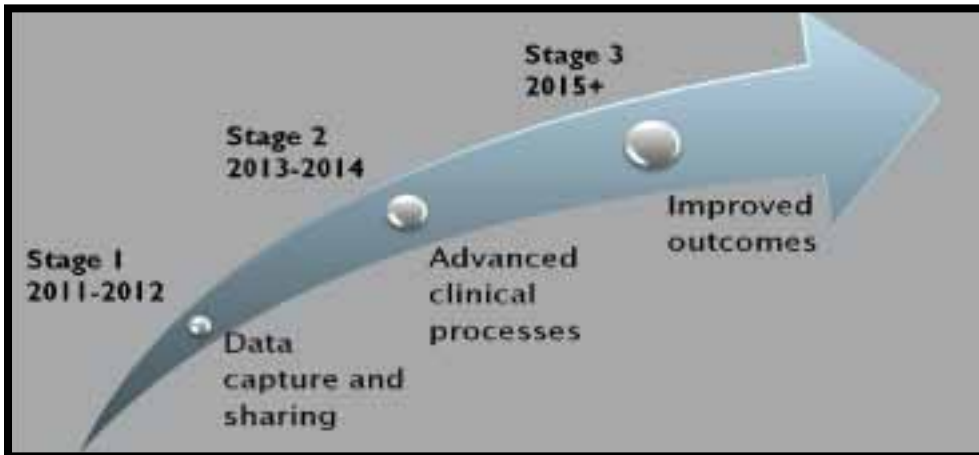 Stage 1
2011-2012
Data
capture and
sharing
Stage 2
2013-2014
Advanced
clinical
processes
Stage 3
2015+
Improved
outcomes